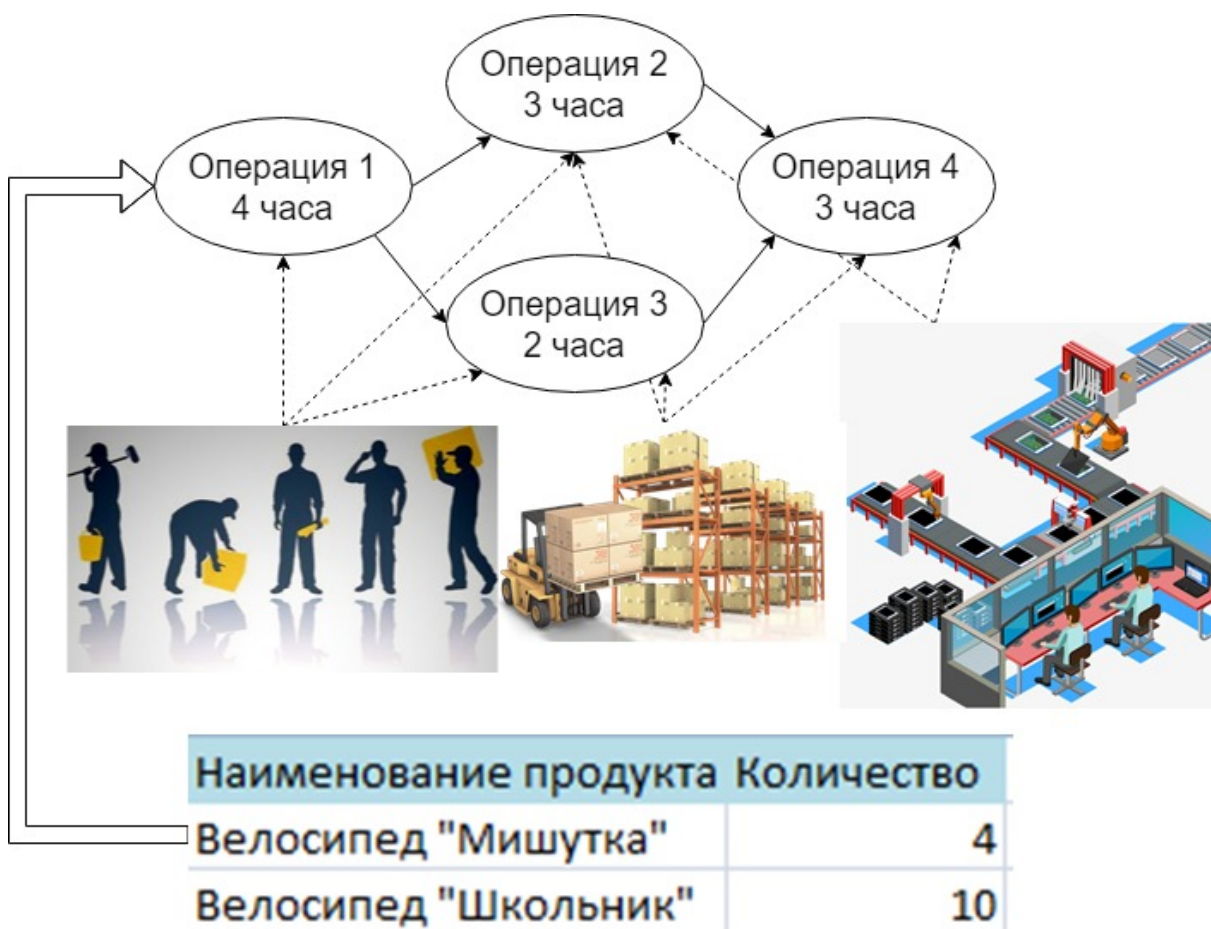 Операция 2
3 часа
Операция 1
4 часа
Операция 4
3 часа
Операция 3
2 часа
Наименование продукта Количество
Велосипед "Мишутка" 4
Велосипед "Школьник" 10